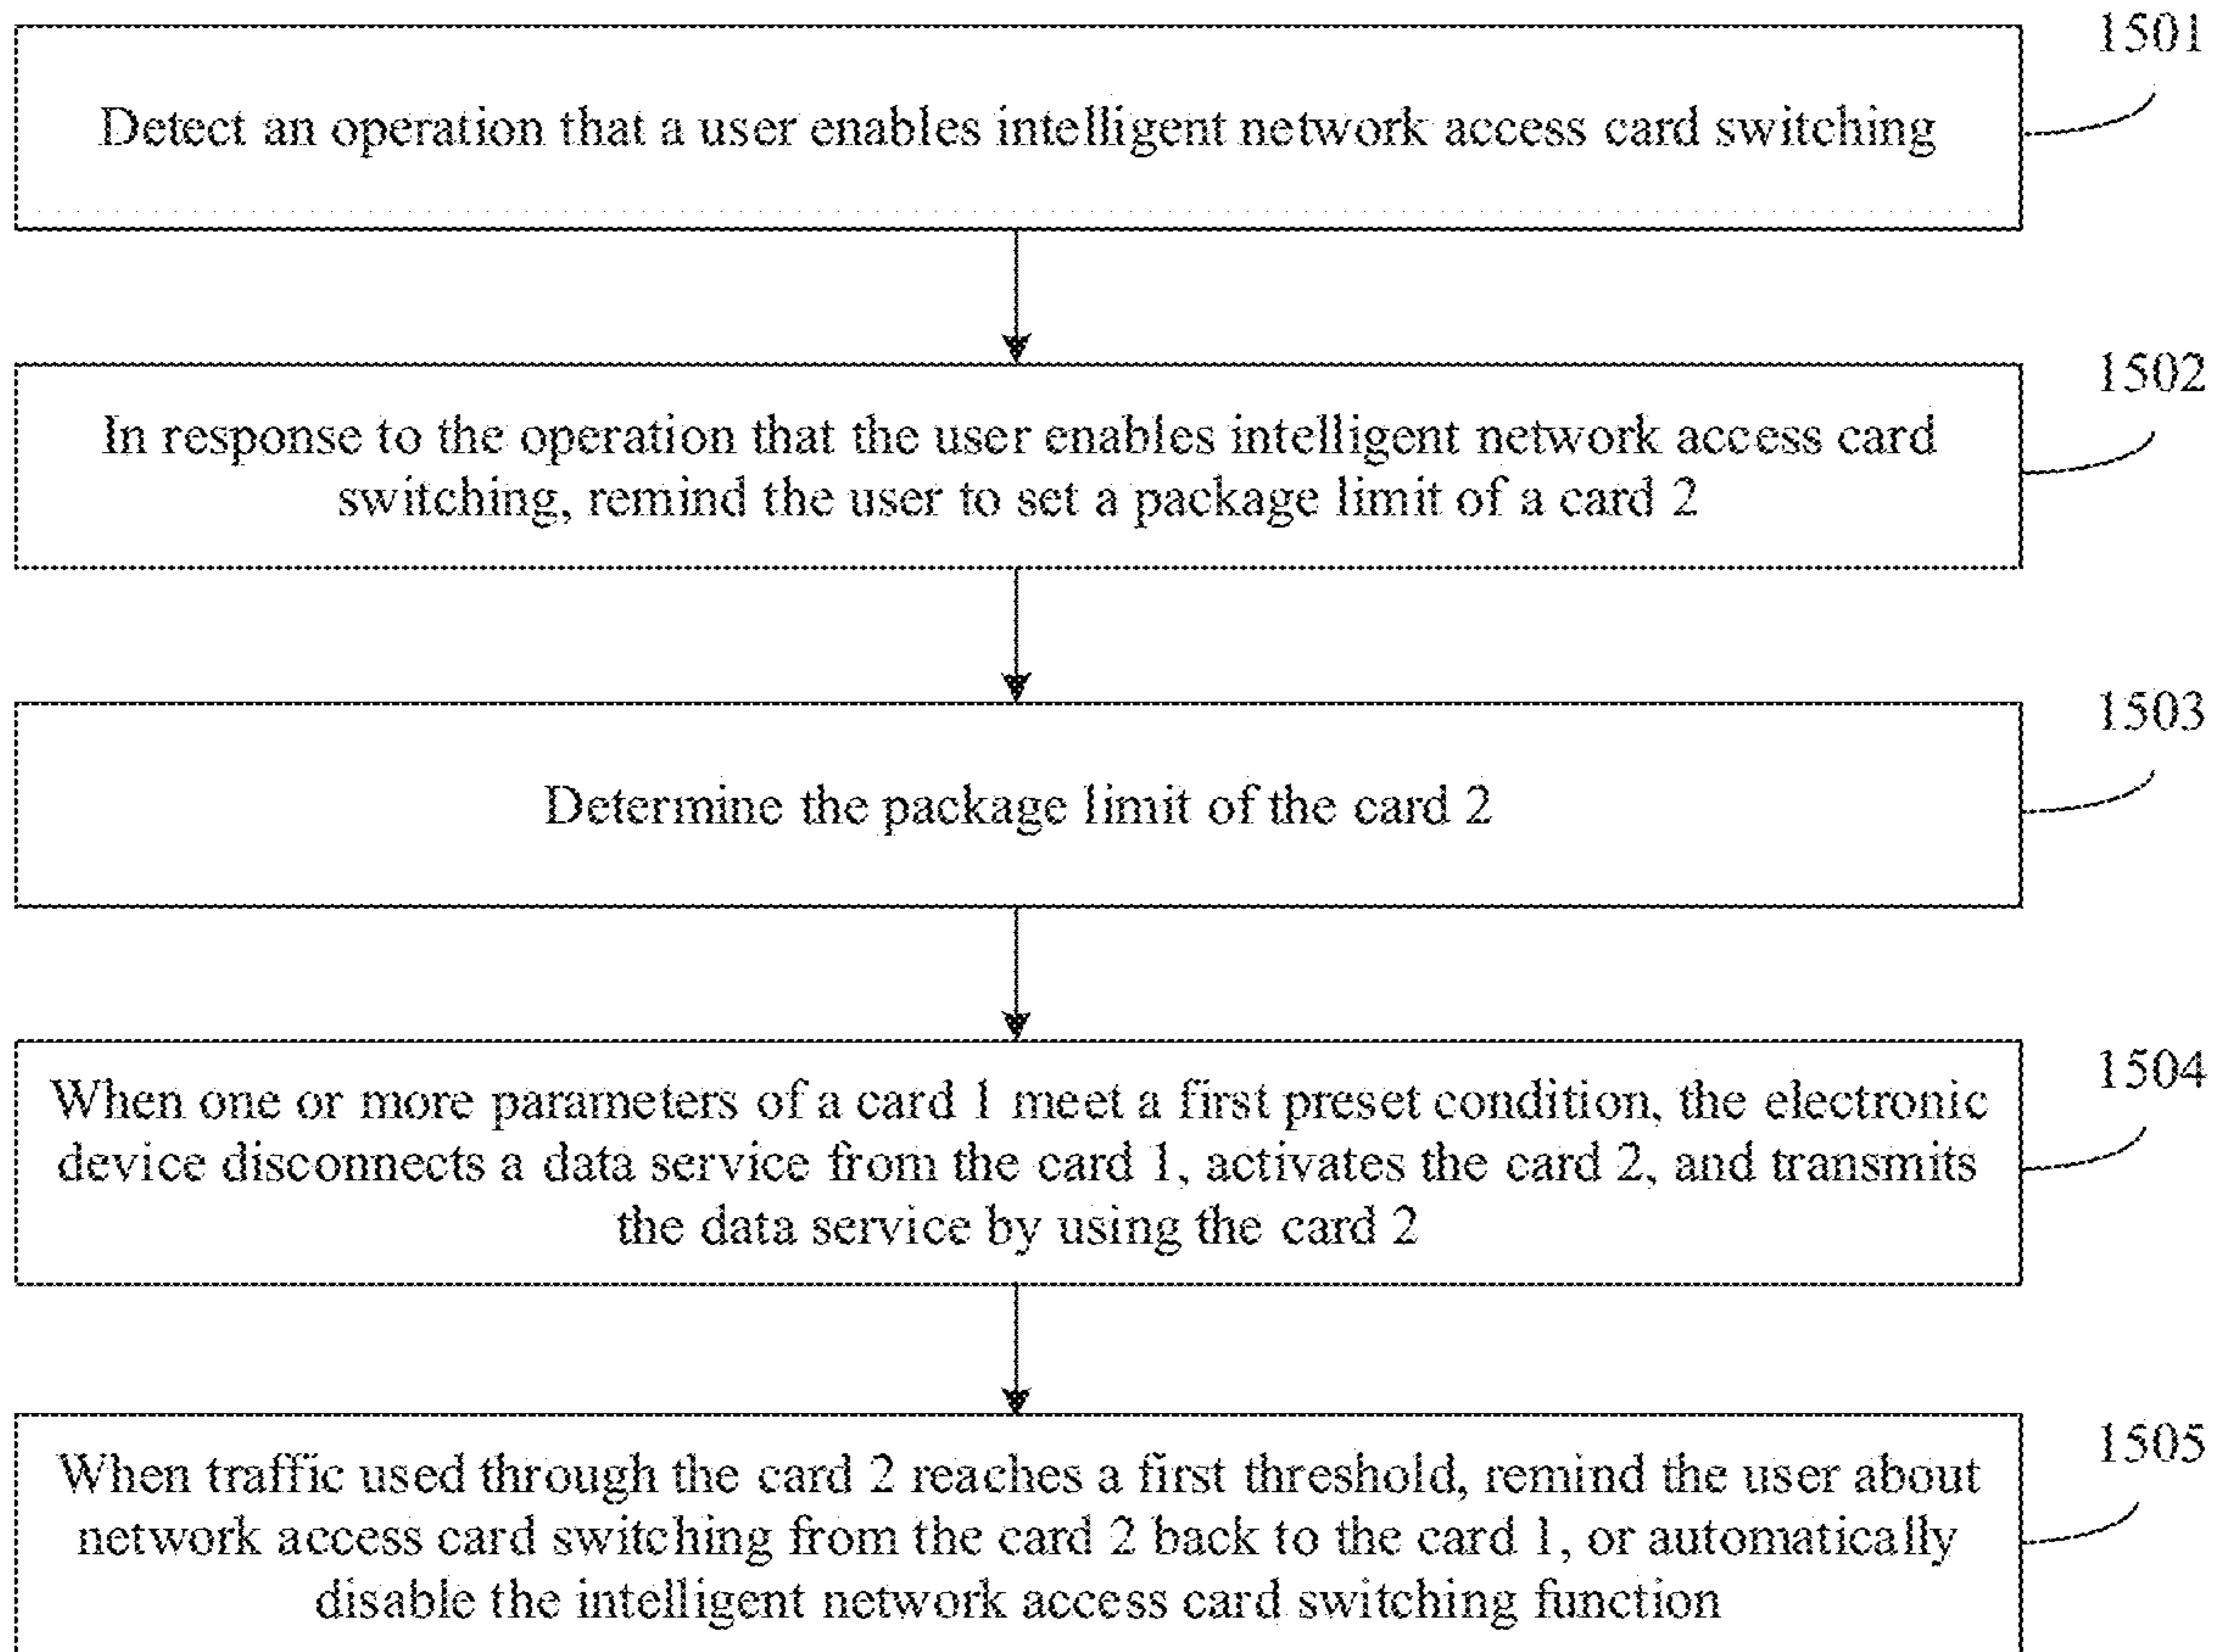 1501
Detect an operation that a user enables intelligent network access card switching
1502
In response to the operation that the user enables intelligent network access card
switching, remind the user to set a package limit of a card 2
1503
Determine the package limit of the card 2
1504
When one or more parameters of a card 1 meet a first preset condition, the electronic
device disconnects a data service from the card 1, activates the card 2, and transmits
the data service by using the card 2
1505
When traffic used through the card 2 reaches a first threshold, remind the user about
network access card switching from the card 2 back to the card 1, or automatically
disable the intelligent network access card switching function